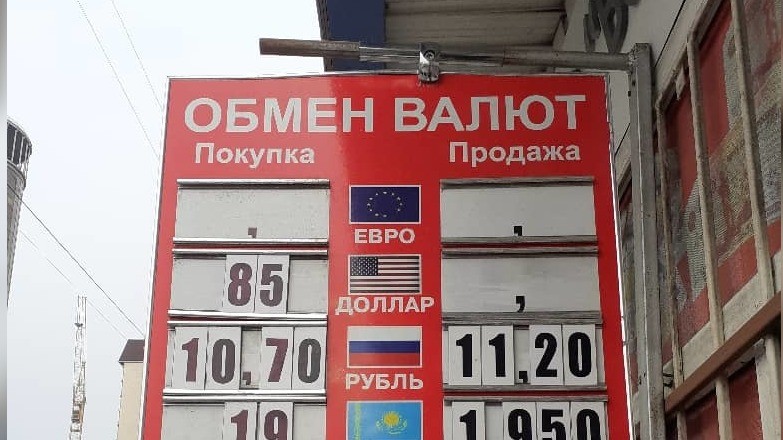 ОБМЕН ВАЛЮТ
Покупка Продажа
, ,
ЕВРО
85 ,
ДОЛЛАР
10,70 11,20
РУБЛЬ
19 1 950